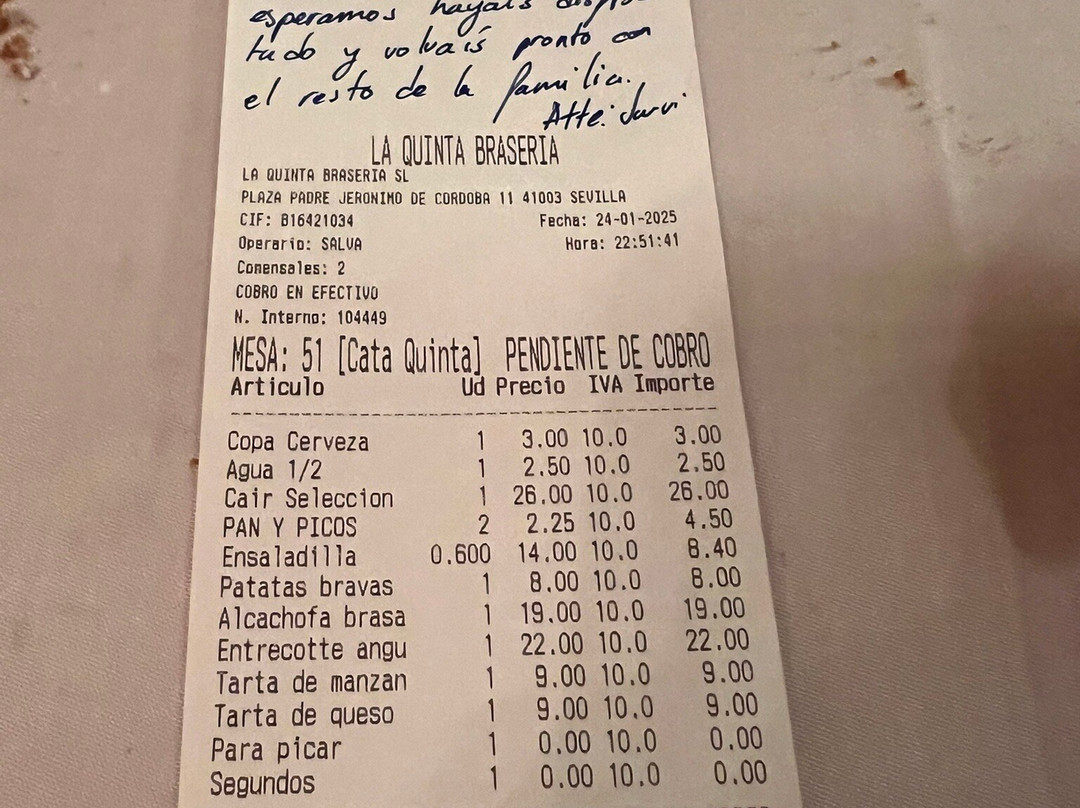 esperamos hayáis disfru
tado y volvaís pronto con
el resto de la familia.
Atte: Javi
LA QUINTA BRASERIA
LA QUINTA BRASERIA SL
PLAZA PADRE JERONIMO DE CORDOBA 11 41003 SEVILLA
CIF: B16421034 Fecha: 24-01-2025
Operario: SALVA Hora: 22:51:41
Comensales: 2
COBRO EN EFECTIVO
N. Interno: 104449
MESA: 51 [Cata Quinta] PENDIENTE DE COBRO
Articulo Ud Precio IVA Importe
Copa Cerveza 1 3.00 10.0 3.00
Agua 1/2 1 2.50 10.0 2.50
Cair Seleccion 1 26.00 10.0 26.00
PAN Y PICOS 2 2.25 10.0 4.50
Ensaladilla 0.600 14.00 10.0 8.40
Patatas bravas 1 8.00 10.0 8.00
Alcachofa brasa 1 19.00 10.0 19.00
Entrecotte angu 1 22.00 10.0 22.00
Tarta de manzan 1 9.00 10.0 9.00
Tarta de queso 1 9.00 10.0 9.00
Para picar 1 0.00 10.0 0.00
Segundos 1 0.00 10.0 0.00